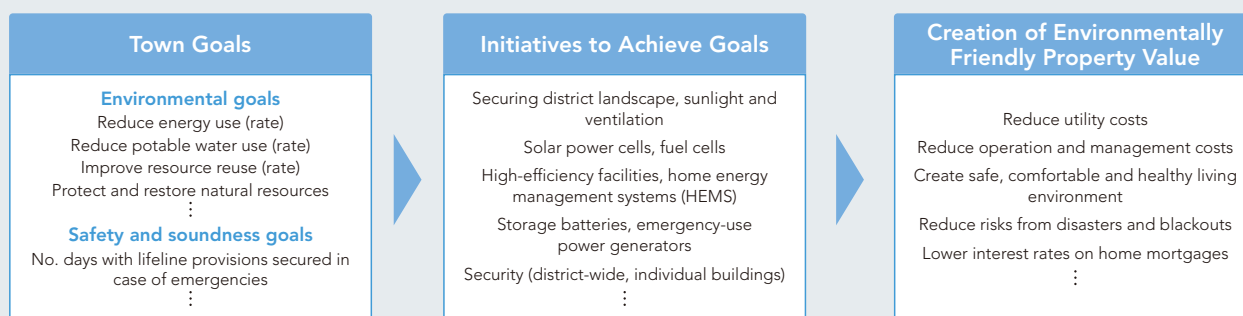 Town Goals
Environmental goals
Reduce energy use (rate)
Reduce potable water use (rate)
Improve resource reuse (rate)
Protect and restore natural resources
⋮
Safety and soundness goals
No. days with lifeline provisions secured in
case of emergencies
⋮
Initiatives to Achieve Goals
Securing district landscape, sunlight and
ventilation
Solar power cells, fuel cells
High-efficiency facilities, home energy
management systems (HEMS)
Storage batteries, emergency-use
power generators
Security (district-wide, individual buildings)
⋮
Creation of Environmentally
Friendly Property Value
Reduce utility costs
Reduce operation and management costs
Create safe, comfortable and healthy living
environment
Reduce risks from disasters and blackouts
Lower interest rates on home mortgages
⋮